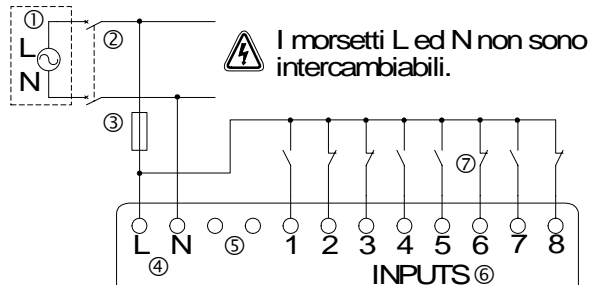 ①
②
L
N
I morsetti L ed N non sono
intercambiabili.
③
⑦
L N ⑤ 1 2 3 4 5 6 7 8
④
INPUTS ⑥